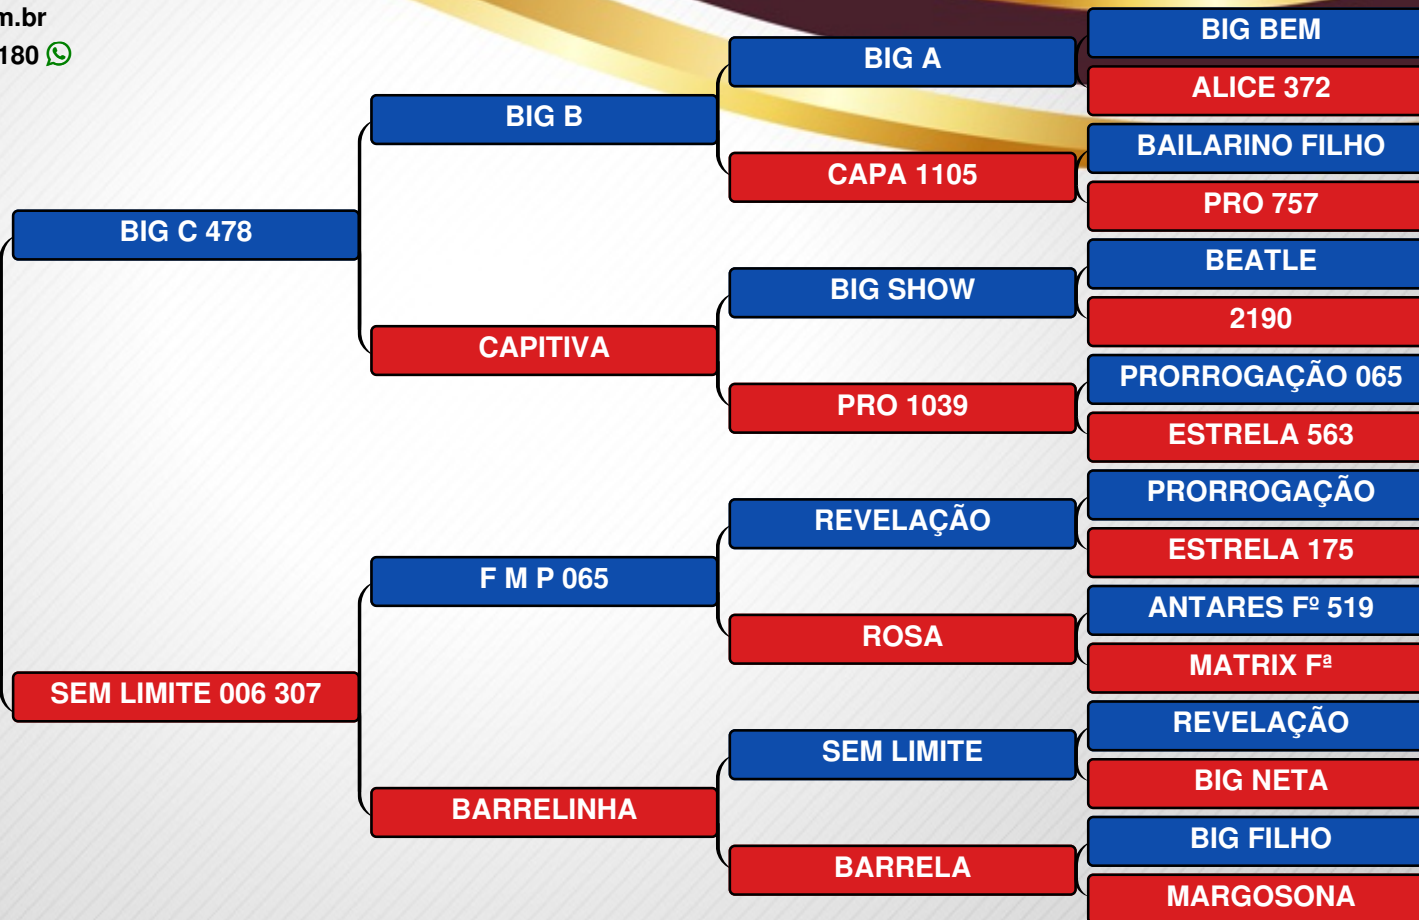 m.br
180
BIG C 478
SEM LIMITE 006 307
BIG B
CAPITIVA
F M P 065
BARRELINHA
BIG A
CAPA 1105
BIG SHOW
PRO 1039
REVELAÇÃO
ROSA
SEM LIMITE
BARRELA
BIG BEM
ALICE 372
BAILARINO FILHO
PRO 757
BEATLE
2190
PRORROGAÇÃO 065
ESTRELA 563
PRORROGAÇÃO
ESTRELA 175
ANTARES Fº 519
MATRIX Fª
REVELAÇÃO
BIG NETA
BIG FILHO
MARGOSONA